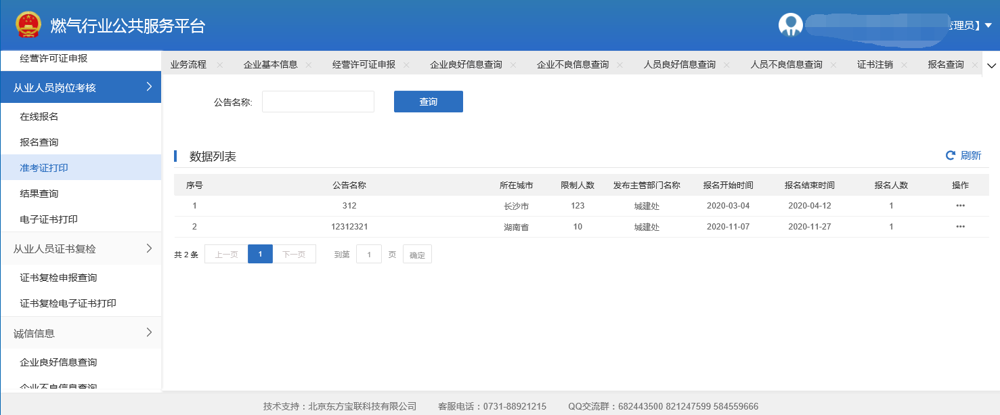 燃气行业公共服务平台
管理员】
经营许可证申报
从业人员岗位考核
在线报名
报名查询
准考证打印
结果查询
电子证书打印
从业人员证书复检
证书复检申报查询
证书复检电子证书打印
诚信信息
企业良好信息查询
企业不良信息查询
业务流程 企业基本信息 经营许可证申报 企业良好信息查询 企业不良信息查询 人员良好信息查询 人员不良信息查询 证书注销 报名查询
公告名称: 查询
数据列表 刷新
序号 公告名称 所在城市 限制人数 发布主管部门名称 报名开始时间 报名结束时间 报名人数 操作
1 312 长沙市 123 城建处 2020-03-04 2020-04-12 1 •••
2 12312321 湖南省 10 城建处 2020-11-07 2020-11-27 1 •••
共 2 条 上一页 1 下一页 到第 1 页 确定
技术支持：北京东方宝联科技有限公司 客服电话：0731-88921215 QQ交流群：682443500 821247599 584559666